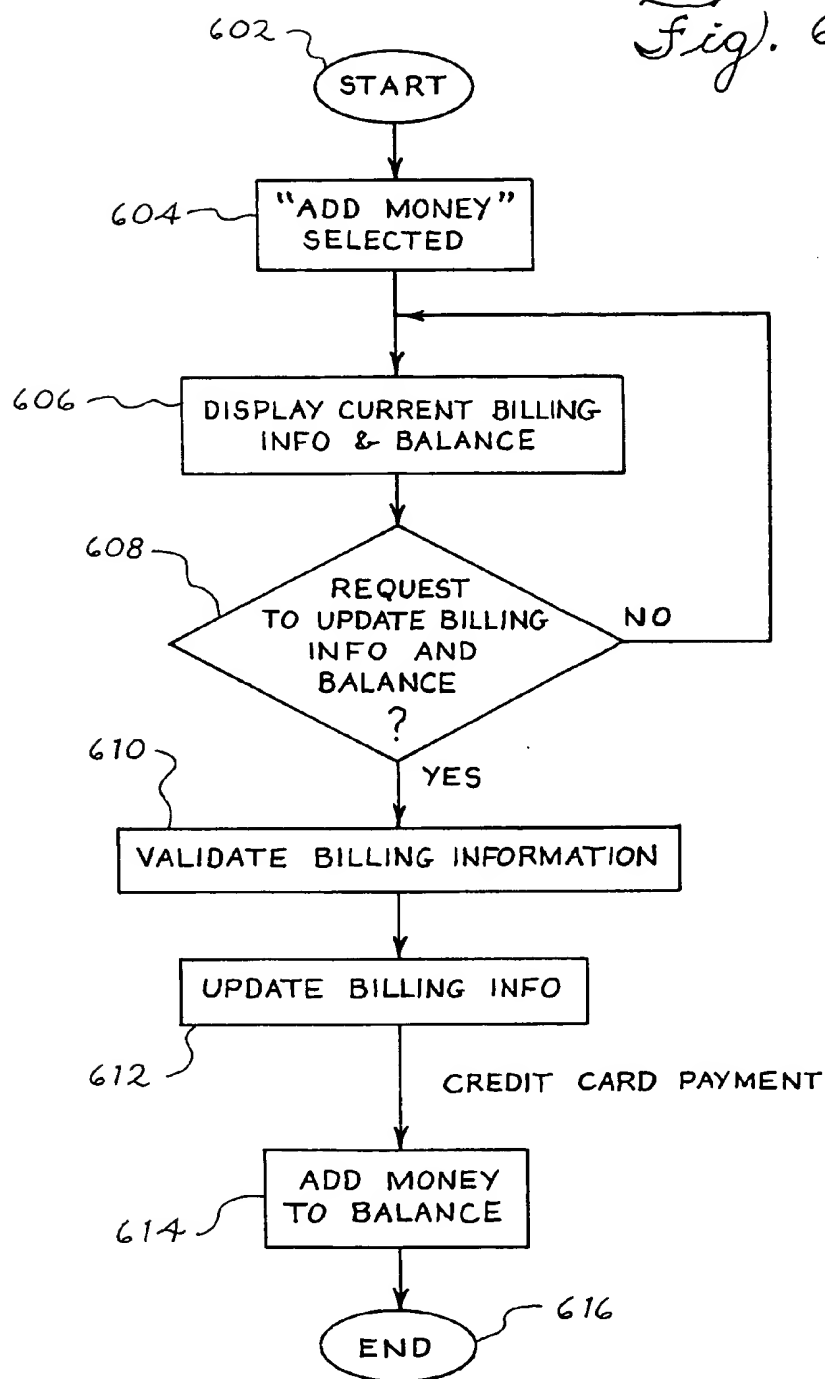 Fig. 6
602
START
604
"ADD MONEY"
SELECTED
606
DISPLAY CURRENT BILLING
INFO & BALANCE
608
REQUEST
TO UPDATE BILLING
INFO AND
BALANCE
?
NO
610
YES
VALIDATE BILLING INFORMATION
UPDATE BILLING INFO
612
CREDIT CARD PAYMENT
ADD MONEY
TO BALANCE
614
616
END